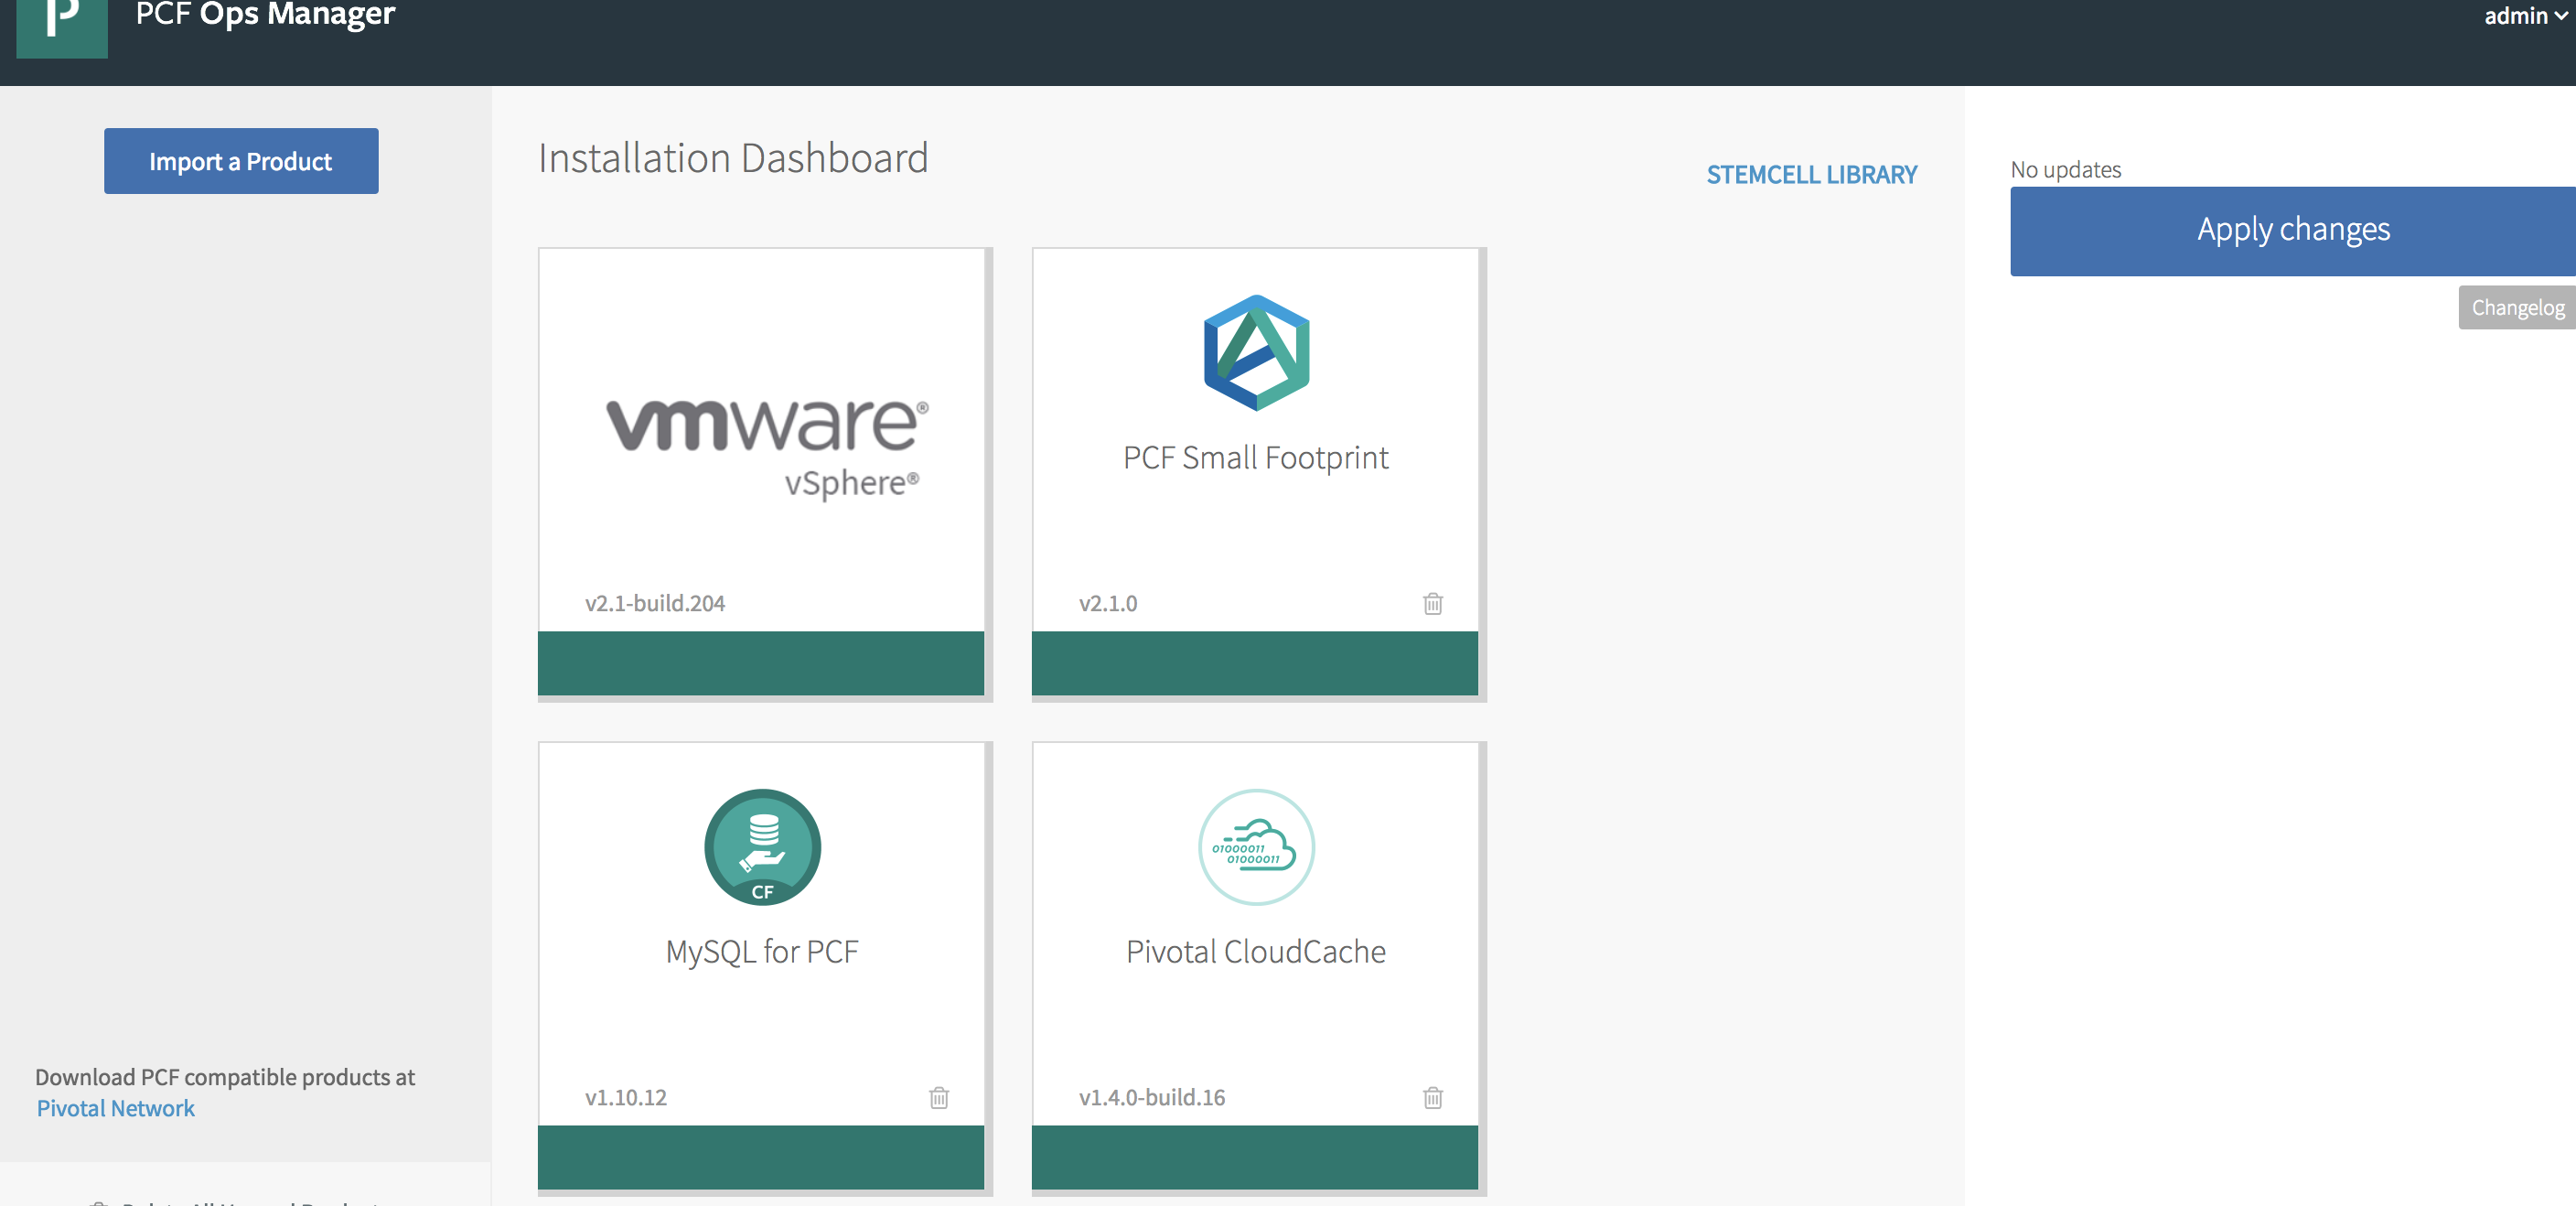 PCF Ops Manager
admin
Import a Product
Installation Dashboard
STEMCELL LIBRARY
No updates
Apply changes
Changelog
vmware®
vSphere®
v2.1-build.204
PCF Small Footprint
v2.1.0
CF
MySQL for PCF
v1.10.12
01000011
01000011
Pivotal CloudCache
v1.4.0-build.16
Download PCF compatible products at
Pivotal Network